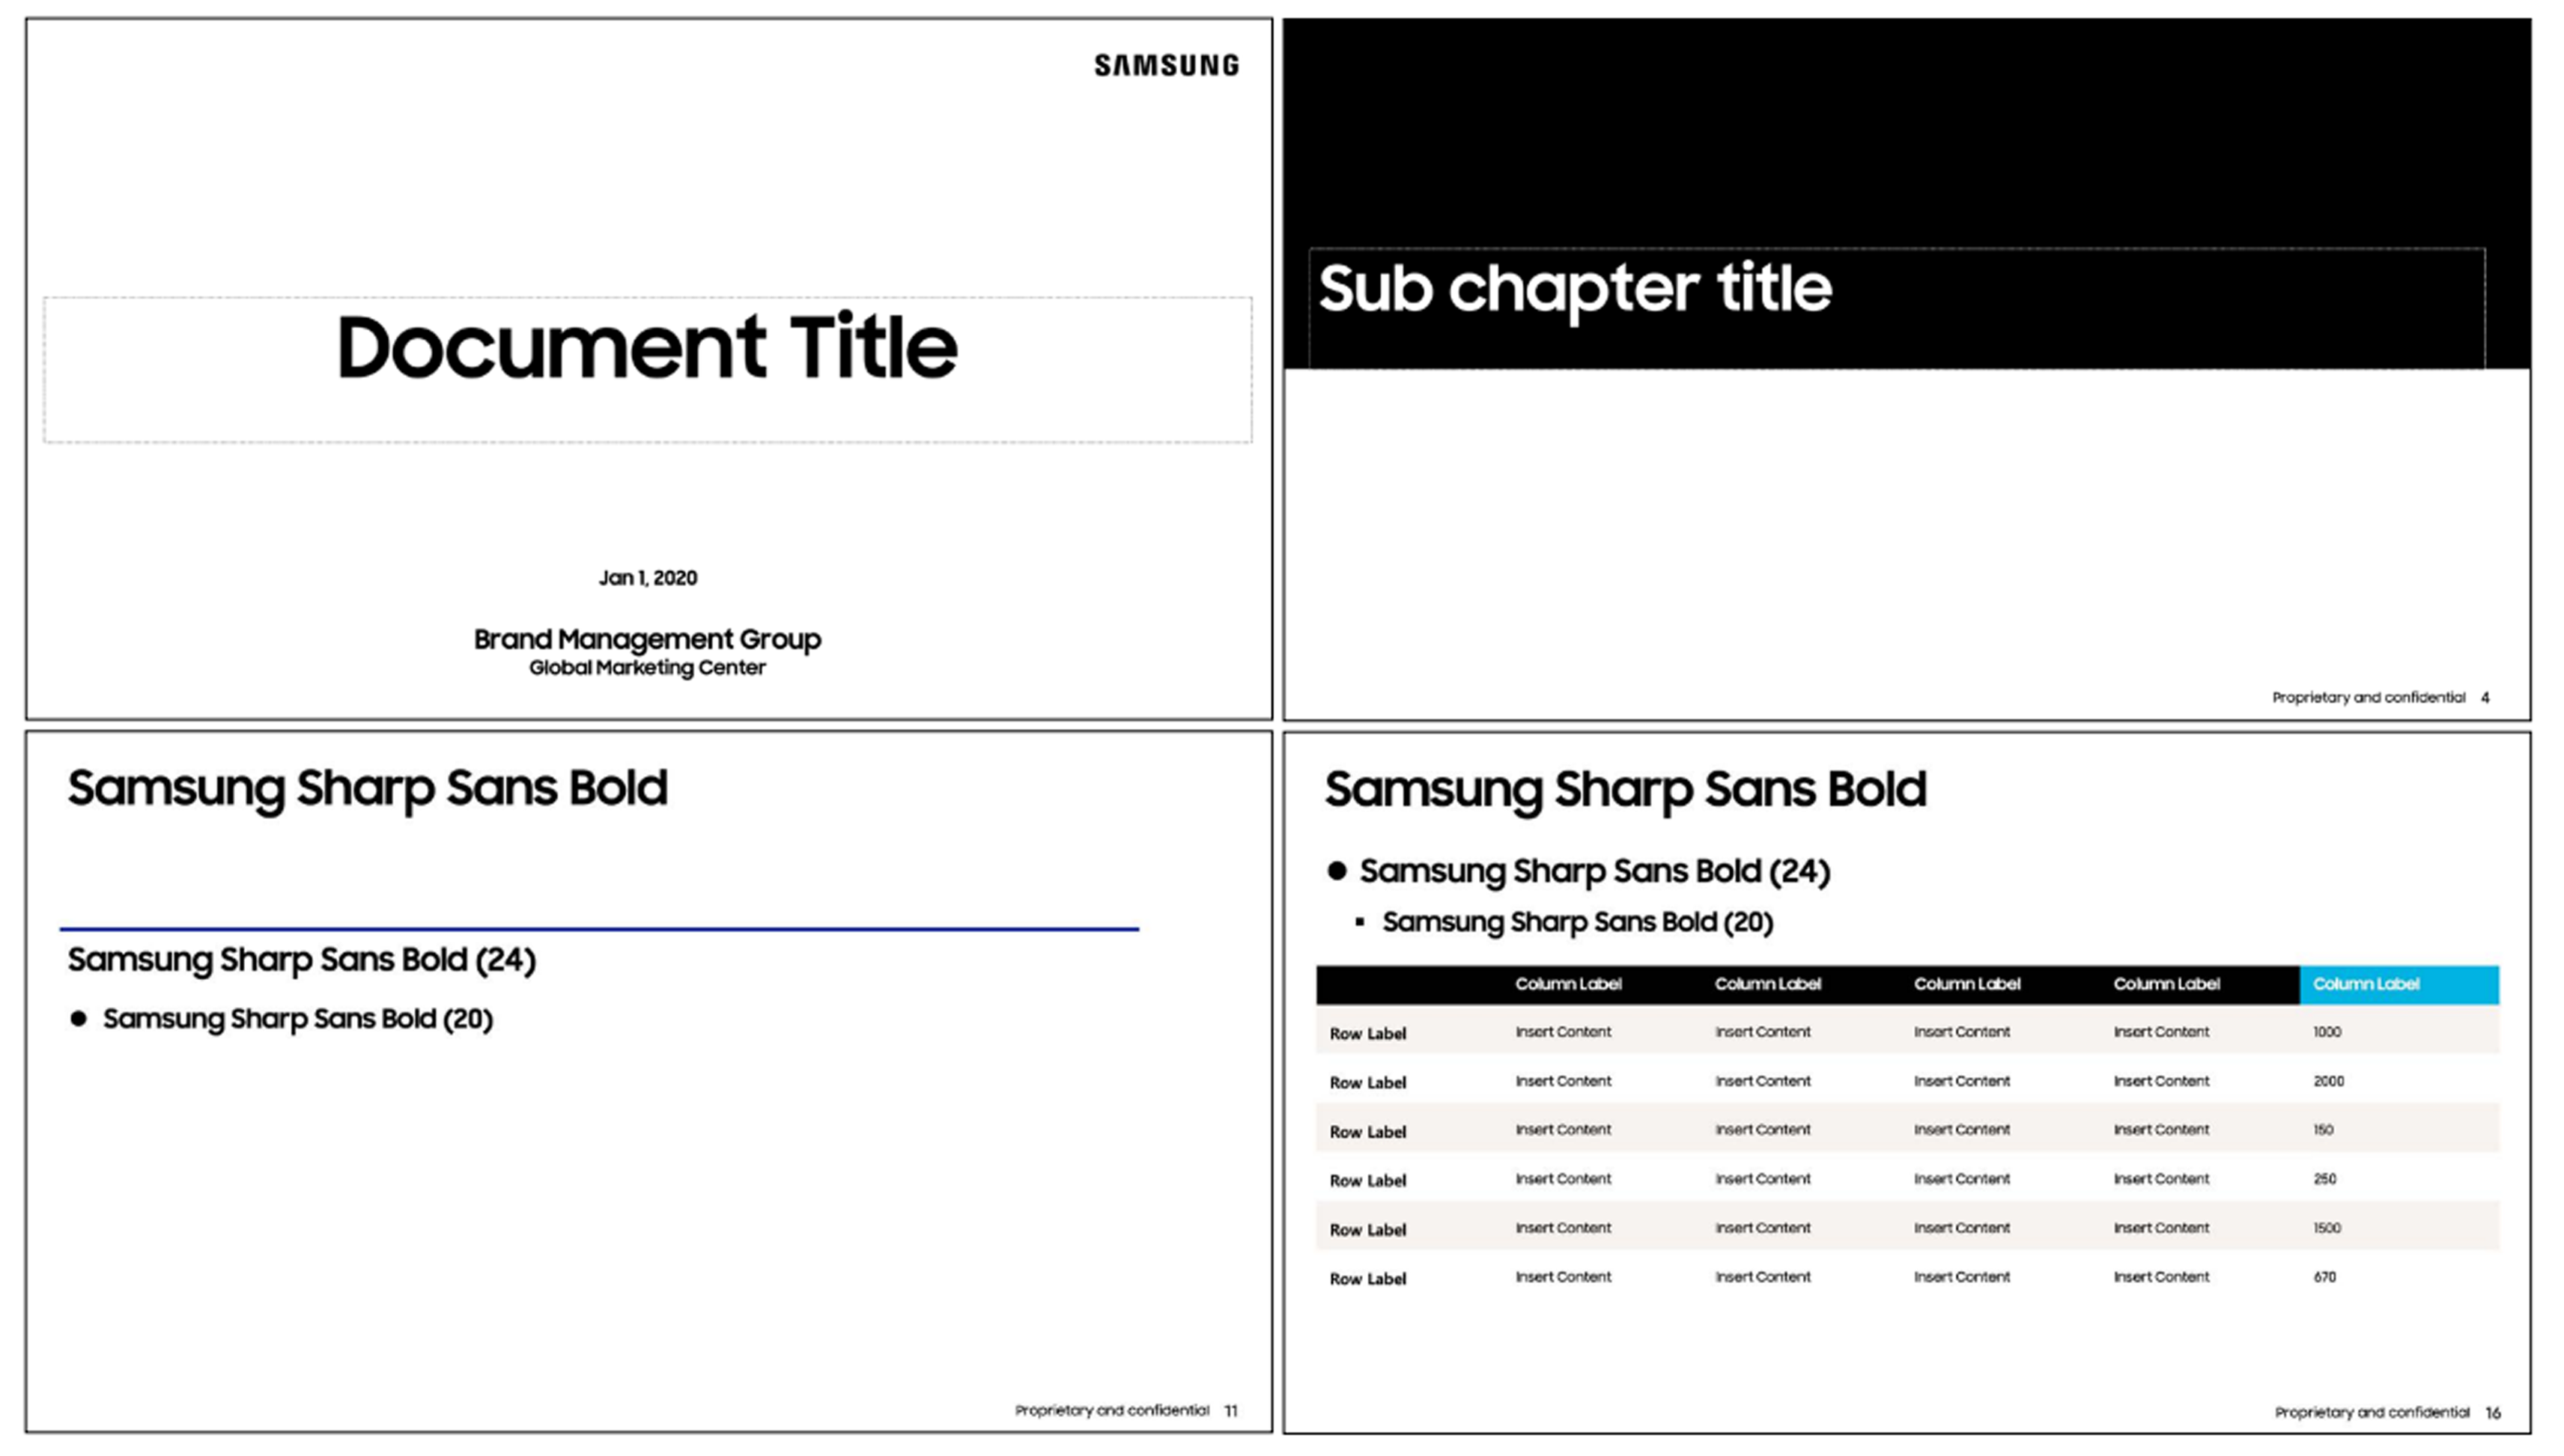 SAMSUNG
Document Title
Jan 1, 2020
Brand Management Group
Global Marketing Center
Sub chapter title
Proprietary and confidential 4
Samsung Sharp Sans Bold
Samsung Sharp Sans Bold (24)
● Samsung Sharp Sans Bold (20)
Proprietary and confidential 11
Samsung Sharp Sans Bold
● Samsung Sharp Sans Bold (24)
▪ Samsung Sharp Sans Bold (20)
Column Label Column Label Column Label Column Label Column Label
Row Label Insert Content Insert Content Insert Content Insert Content 1000
Row Label Insert Content Insert Content Insert Content Insert Content 2000
Row Label Insert Content Insert Content Insert Content Insert Content 150
Row Label Insert Content Insert Content Insert Content Insert Content 250
Row Label Insert Content Insert Content Insert Content Insert Content 1500
Row Label Insert Content Insert Content Insert Content Insert Content 670
Proprietary and confidential 16